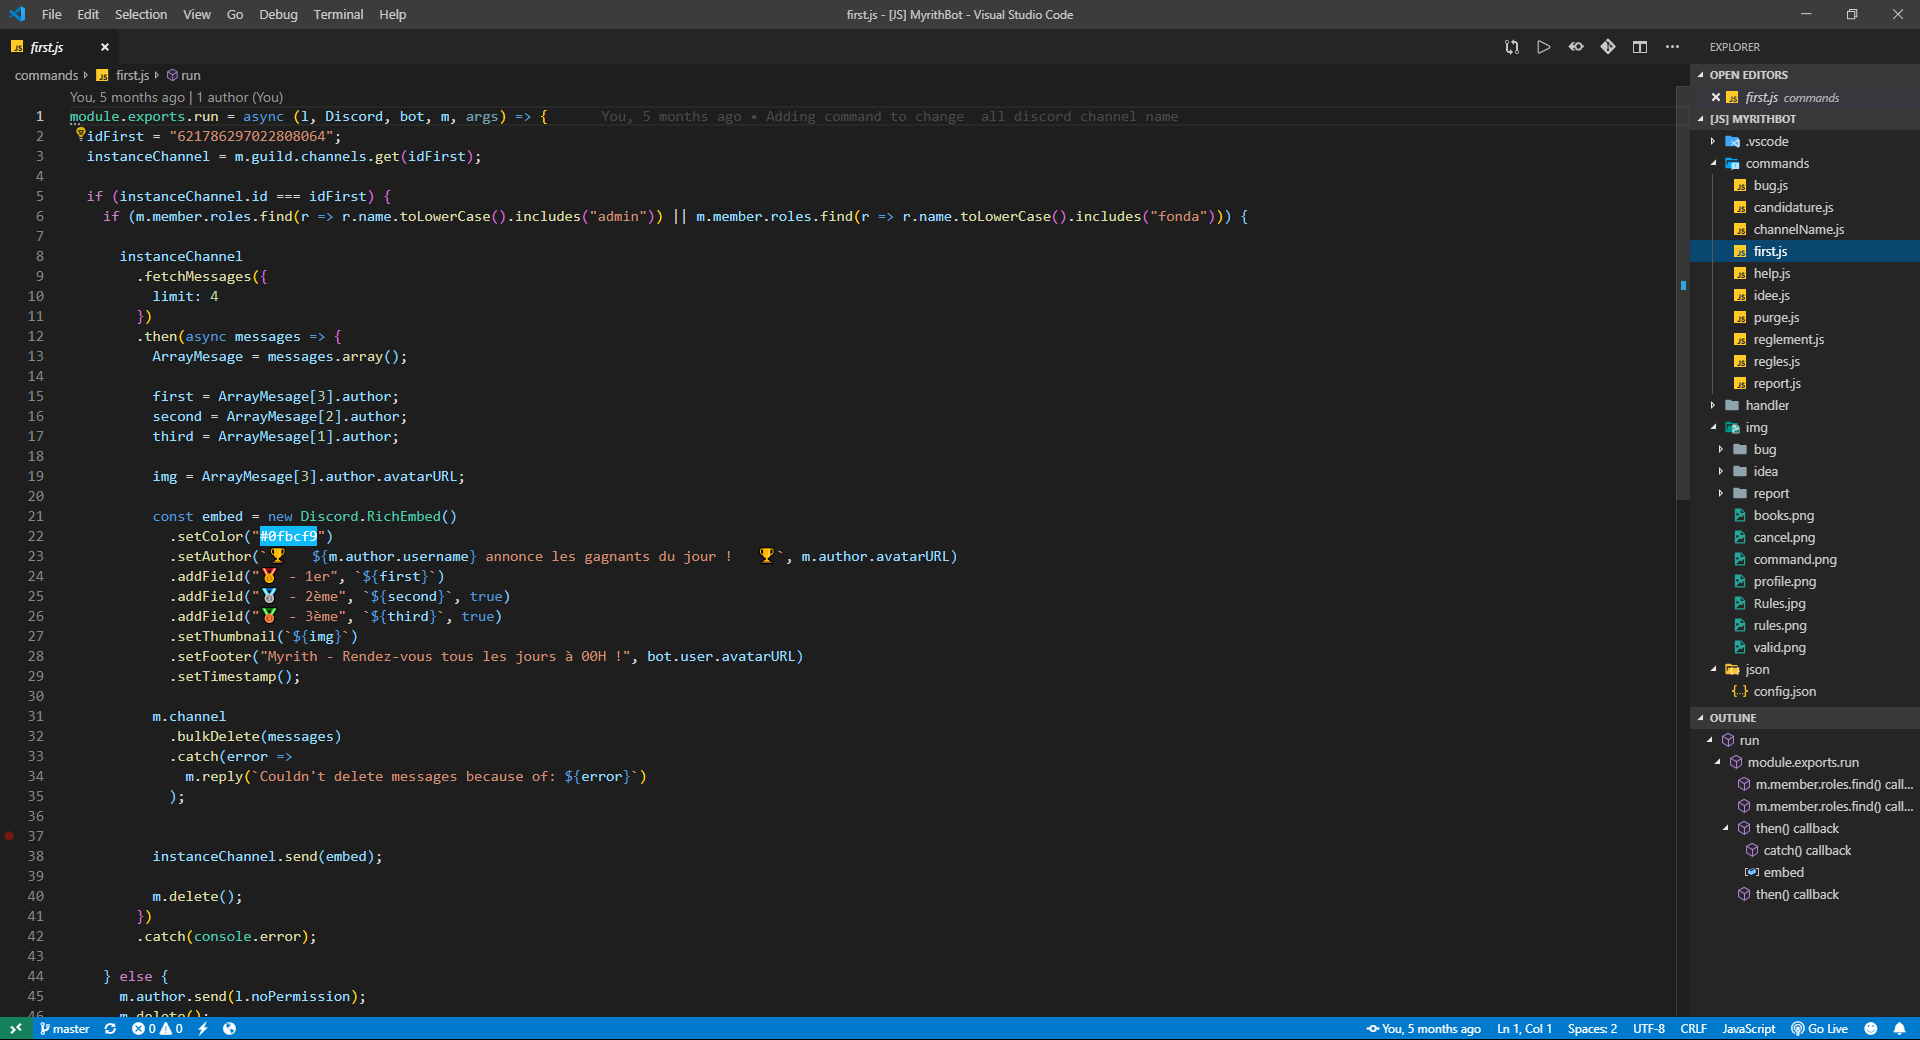 File Edit Selection View Go Debug Terminal Help
first.js - [JS] MyrithBot - Visual Studio Code
first.js
commands first.js run
You, 5 months ago | 1 author (You)
1 module.exports.run = async (l, Discord, bot, m, args) => { You, 5 months ago • Adding command to change all discord channel name
2 idFirst = "621786297022808064";
3 instanceChannel = m.guild.channels.get(idFirst);
4
5 if (instanceChannel.id === idFirst) {
6 if (m.member.roles.find(r => r.name.toLowerCase().includes("admin")) || m.member.roles.find(r => r.name.toLowerCase().includes("fonda"))) {
7
8 instanceChannel
9 .fetchMessages({
10 limit: 4
11 })
12 .then(async messages => {
13 ArrayMesage = messages.array();
14
15 first = ArrayMesage[3].author;
16 second = ArrayMesage[2].author;
17 third = ArrayMesage[1].author;
18
19 img = ArrayMesage[3].author.avatarURL;
20
21 const embed = new Discord.RichEmbed()
22 .setColor("#0fbcf9")
23 .setAuthor(`🏆 ${m.author.username} annonce les gagnants du jour ! 🏆`, m.author.avatarURL)
24 .addField("🥇 - 1er", `${first}`)
25 .addField("🥈 - 2ème", `${second}`, true)
26 .addField("🥉 - 3ème", `${third}`, true)
27 .setThumbnail(`${img}`)
28 .setFooter("Myrith - Rendez-vous tous les jours à 00H !", bot.user.avatarURL)
29 .setTimestamp();
30
31 m.channel
32 .bulkDelete(messages)
33 .catch(error =>
34 m.reply(`Couldn't delete messages because of: ${error}`)
35 );
36
37
38 instanceChannel.send(embed);
39
40 m.delete();
41 })
42 .catch(console.error);
43
44 } else {
45 m.author.send(l.noPermission);
46 m.delete();
EXPLORER
OPEN EDITORS
first.js commands
[JS] MYRITHBOT
.vscode
commands
bug.js
candidature.js
channelName.js
first.js
help.js
idee.js
purge.js
reglement.js
regles.js
report.js
handler
img
bug
idea
report
books.png
cancel.png
command.png
profile.png
Rules.jpg
rules.png
valid.png
json
config.json
OUTLINE
run
module.exports.run
m.member.roles.find() call...
m.member.roles.find() call...
then() callback
catch() callback
embed
then() callback
master 0 0 You, 5 months ago Ln 1, Col 1 Spaces: 2 UTF-8 CRLF JavaScript Go Live